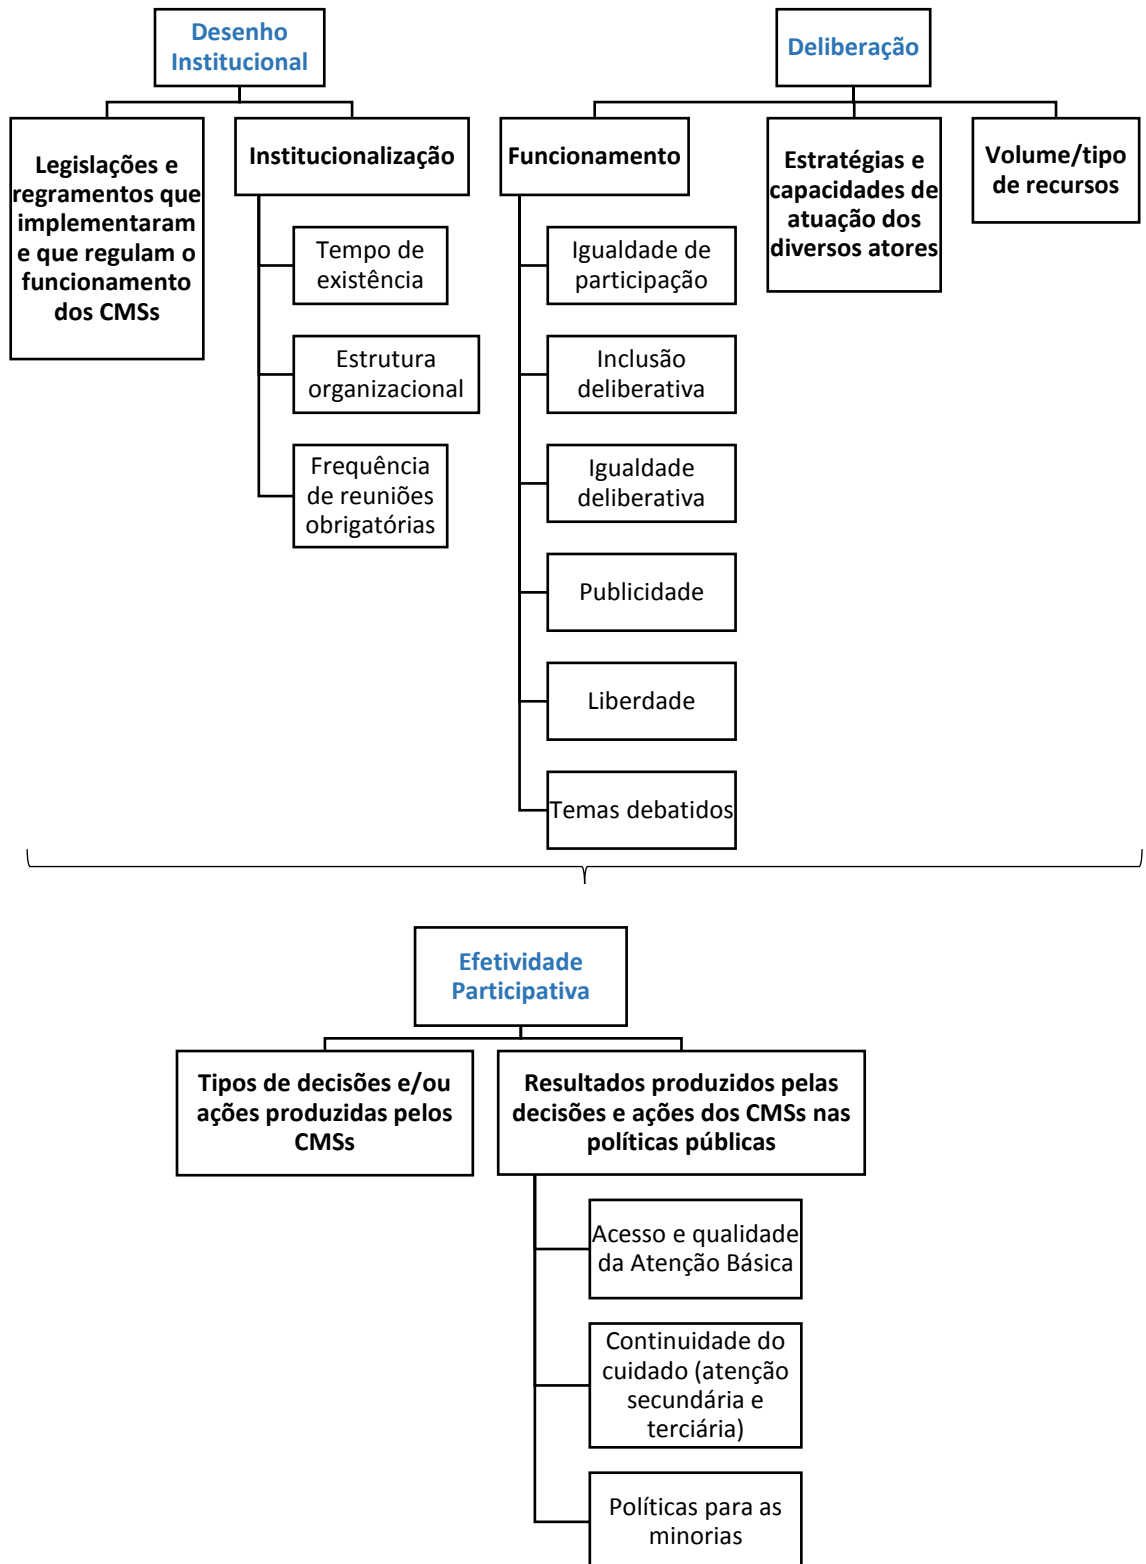 Desenho
Institucional
Deliberação
Legislações e
regramentos que
implementaram
e que regulam o
funcionamento
dos CMSs
Institucionalização
Tempo de
existência
Estrutura
organizacional
Frequência
de reuniões
obrigatórias
Funcionamento
Igualdade de
participação
Inclusão
deliberativa
Igualdade
deliberativa
Publicidade
Liberdade
Temas debatidos
Estratégias e
capacidades de
atuação dos
diversos atores
Volume/tipo
de recursos
Efetividade
Participativa
Tipos de decisões e/ou
ações produzidas pelos
CMSs
Resultados produzidos pelas
decisões e ações dos CMSs nas
políticas públicas
Acesso e qualidade
da Atenção Básica
Continuidade do
cuidado (atenção
secundária e
terciária)
Políticas para as
minorias